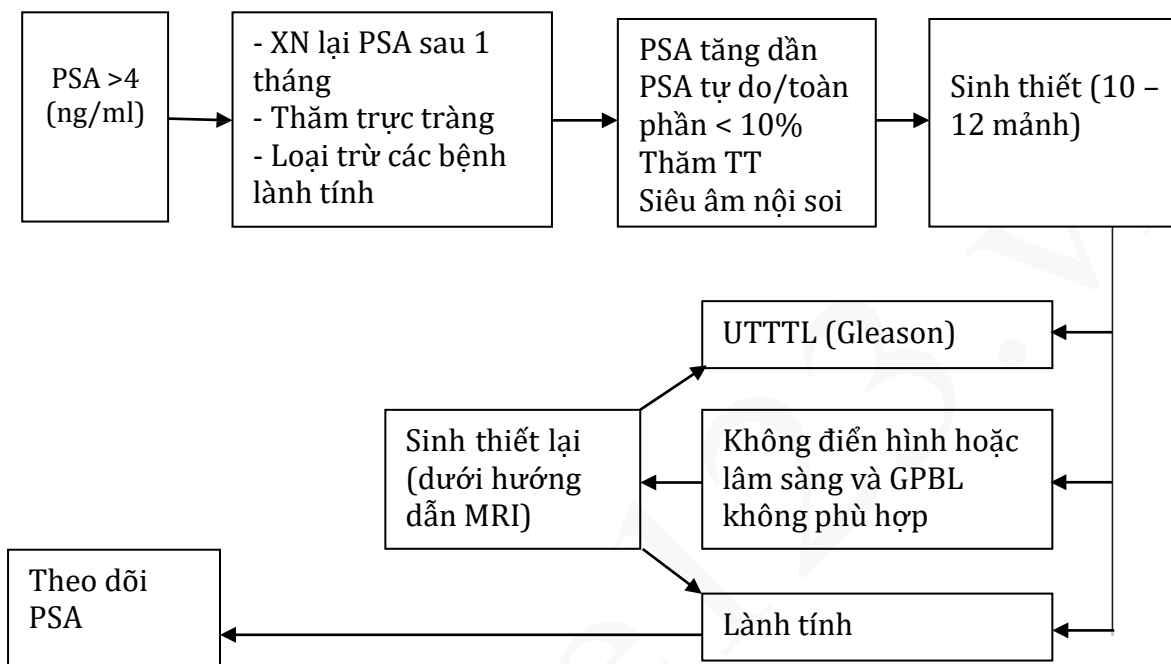 PSA >4
(ng/ml)
- XN lại PSA sau 1
tháng
- Thăm trực tràng
- Loại trừ các bệnh
lành tính
PSA tăng dần
PSA tự do/toàn
phần < 10%
Thăm TT
Siêu âm nội soi
Sinh thiết (10 –
12 mảnh)
UTTTL (Gleason)
Sinh thiết lại
(dưới hướng
dẫn MRI)
Không điển hình hoặc
lâm sàng và GPBL
không phù hợp
Theo dõi
PSA
Lành tính